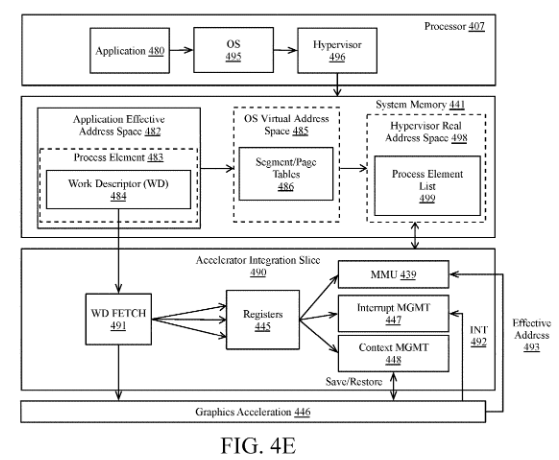 Processor 407
Application 480
OS
495
Hypervisor
496
System Memory 441
Application Effective
Address Space 482
Process Element 483
Work Descriptor (WD)
484
OS Virtual Address
Space 485
Segment/Page
Tables
486
Hypervisor Real
Address Space 498
Process Element
List
499
Accelerator Integration Slice
490
WD FETCH
491
Registers
445
MMU 439
Interrupt MGMT
447
Context MGMT
448
Save/Restore
INT
492
Effective
Address
493
Graphics Acceleration 446
FIG. 4E